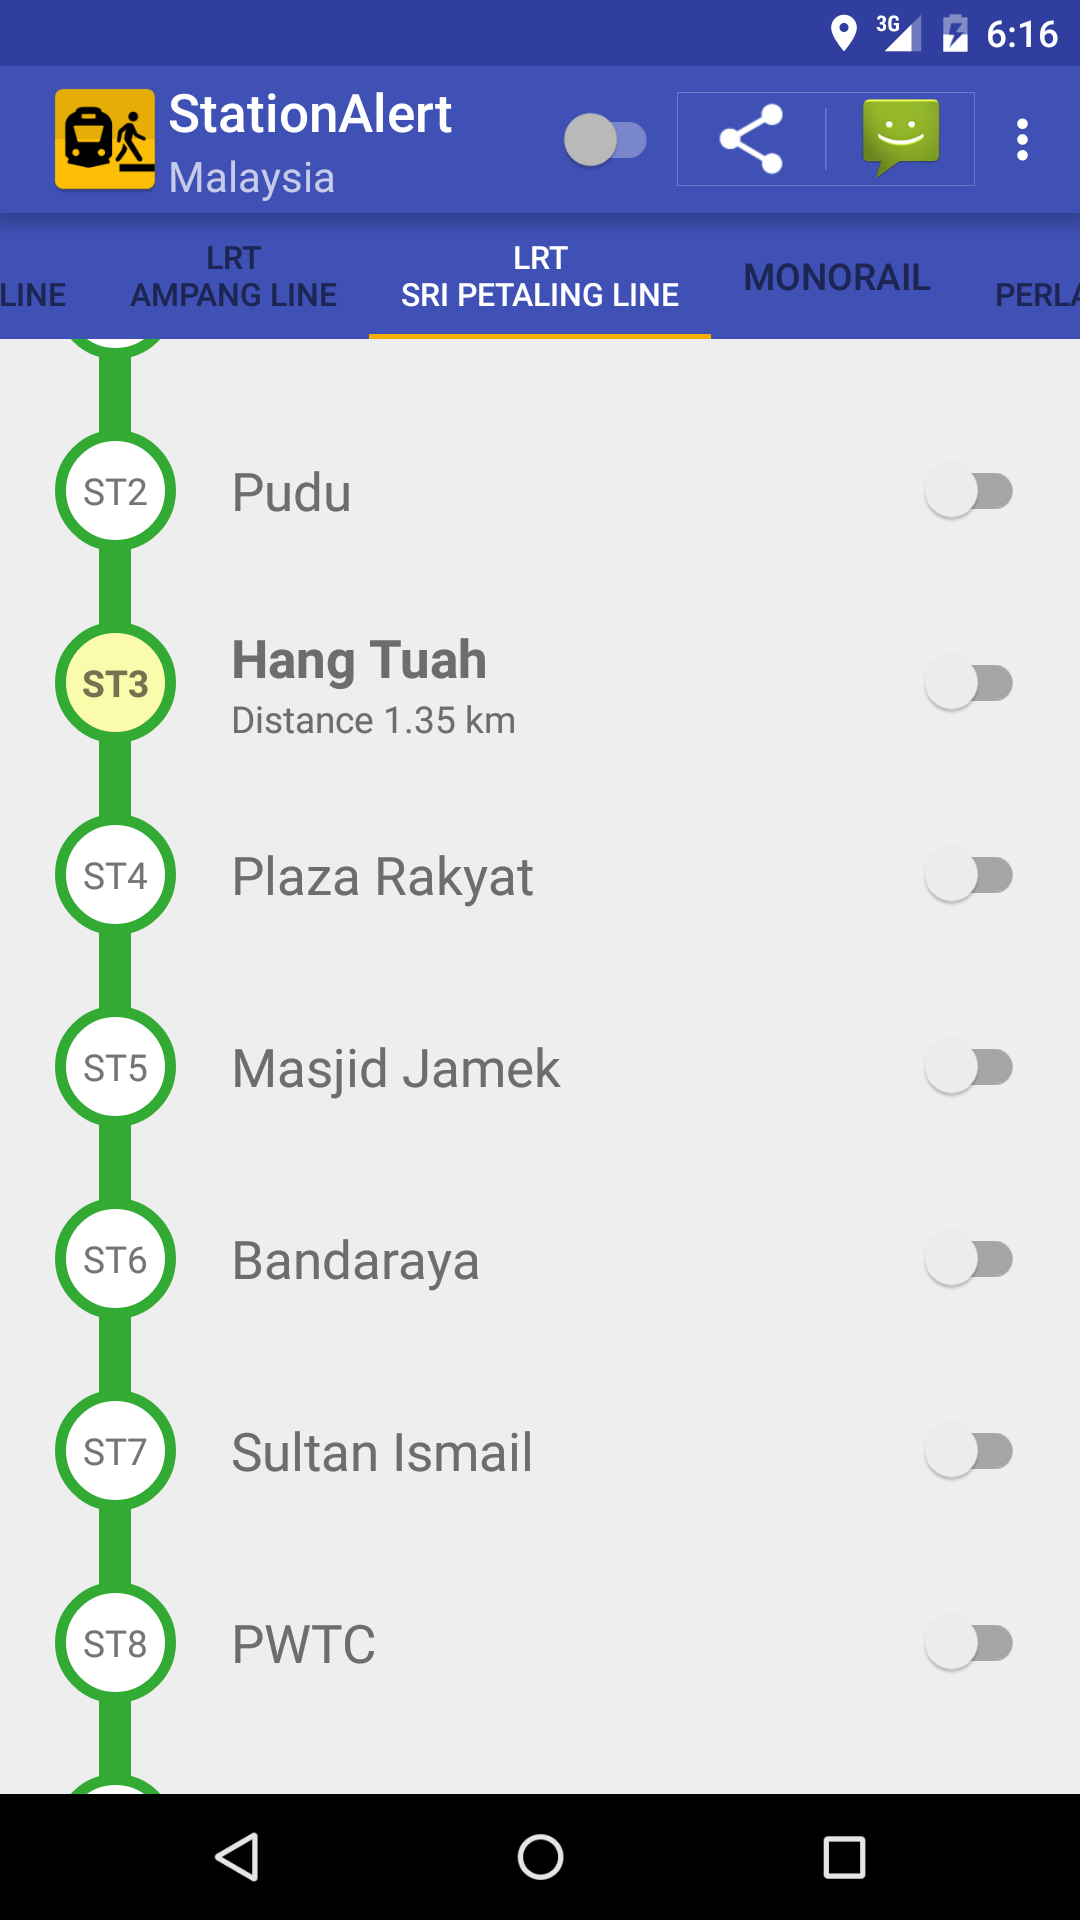 3G 6:16
StationAlert
Malaysia
LINE
LRT
AMPANG LINE
LRT
SRI PETALING LINE
MONORAIL
PERLA
ST2 Pudu
ST3 Hang Tuah
Distance 1.35 km
ST4 Plaza Rakyat
ST5 Masjid Jamek
ST6 Bandaraya
ST7 Sultan Ismail
ST8 PWTC